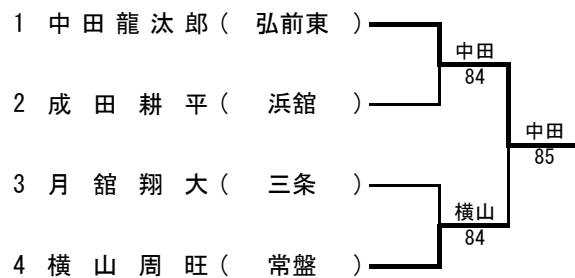 1 中田龍汰郎 ( 弘前東 )
中田
84
2 成田耕平 ( 浜舘 )
中田
85
3 月舘翔大 ( 三条 )
横山
84
4 横山周旺 ( 常盤 )